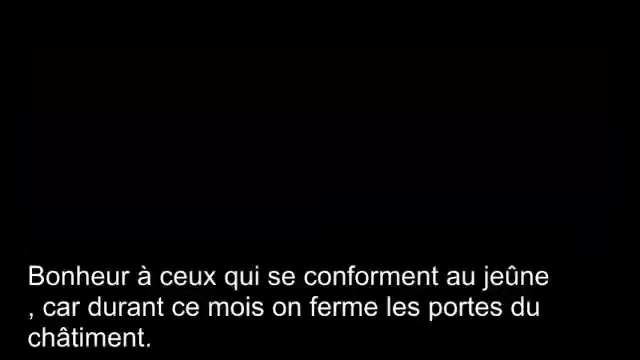 Bonheur à ceux qui se conforment au jeûne
, car durant ce mois on ferme les portes du
châtiment.